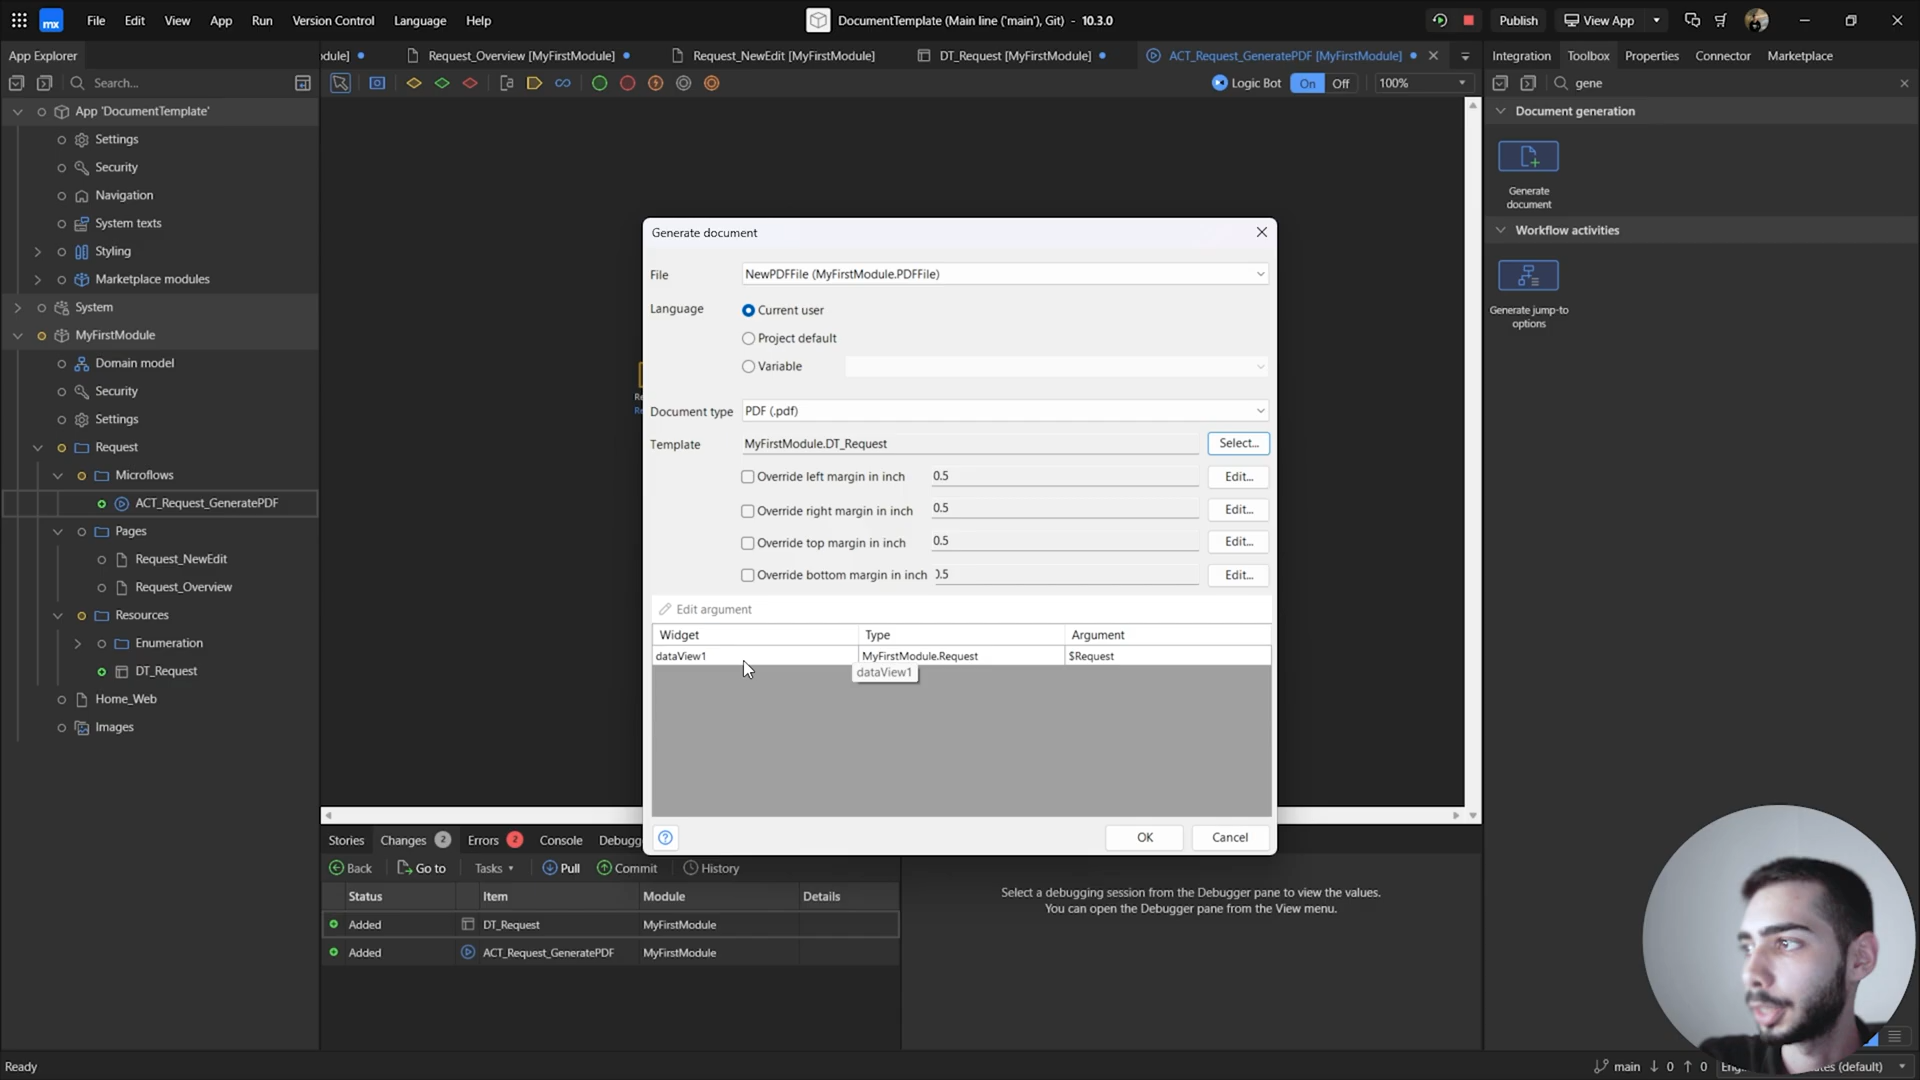 mx File Edit View App Run Version Control Language Help
DocumentTemplate (Main line ('main'), Git) - 10.3.0
Publish View App
App Explorer
dule] Request_Overview [MyFirstModule] Request_NewEdit [MyFirstModule] DT_Request [MyFirstModule] ACT_Request_GeneratePDF [MyFirstModule]
Integration Toolbox Properties Connector Marketplace
Search...
Logic Bot On Off 100%
gene
App 'DocumentTemplate'
Settings
Security
Navigation
System texts
Styling
Marketplace modules
System
MyFirstModule
Domain model
Security
Settings
Request
Microflows
ACT_Request_GeneratePDF
Pages
Request_NewEdit
Request_Overview
Resources
Enumeration
DT_Request
Home_Web
Images
Document generation
Generate
document
Workflow activities
Generate jump-to
options
Re
Re
Generate document
File NewPDFFile (MyFirstModule.PDFFile)
Language Current user
Project default
Variable
Document type PDF (.pdf)
Template MyFirstModule.DT_Request Select...
Override left margin in inch 0.5 Edit...
Override right margin in inch 0.5 Edit...
Override top margin in inch 0.5 Edit...
Override bottom margin in inch 0.5 Edit...
Edit argument
Widget Type Argument
dataView1 MyFirstModule.Request $Request
dataView1
? OK Cancel
Stories Changes 2 Errors 2 Console Debugg
Back Go to Tasks Pull Commit History
Status Item Module Details
Added DT_Request MyFirstModule
Added ACT_Request_GeneratePDF MyFirstModule
Select a debugging session from the Debugger pane to view the values.
You can open the Debugger pane from the View menu.
Ready
main 0 0
(default)